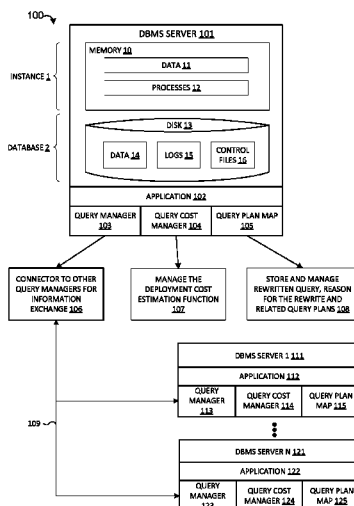 100
DBMS SERVER 101
MEMORY 10
INSTANCE 1
DATA 11
PROCESSES 12
DISK 13
DATABASE 2
DATA 14
LOGS 15
CONTROL
FILES 16
APPLICATION 102
QUERY MANAGER
103
QUERY COST
MANAGER 104
QUERY PLAN MAP
105
CONNECTOR TO OTHER
QUERY MANAGERS FOR
INFORMATION
EXCHANGE 106
MANAGE THE
DEPLOYMENT COST
ESTIMATION FUNCTION
107
STORE AND MANAGE
REWRITTEN QUERY, REASON
FOR THE REWRITE AND
RELATED QUERY PLANS 108
DBMS SERVER 1 111
APPLICATION 112
QUERY
MANAGER
113
QUERY COST
MANAGER 114
QUERY PLAN
MAP 115
109
DBMS SERVER N 121
APPLICATION 122
QUERY
MANAGER
123
QUERY COST
MANAGER 124
QUERY PLAN
MAP 125